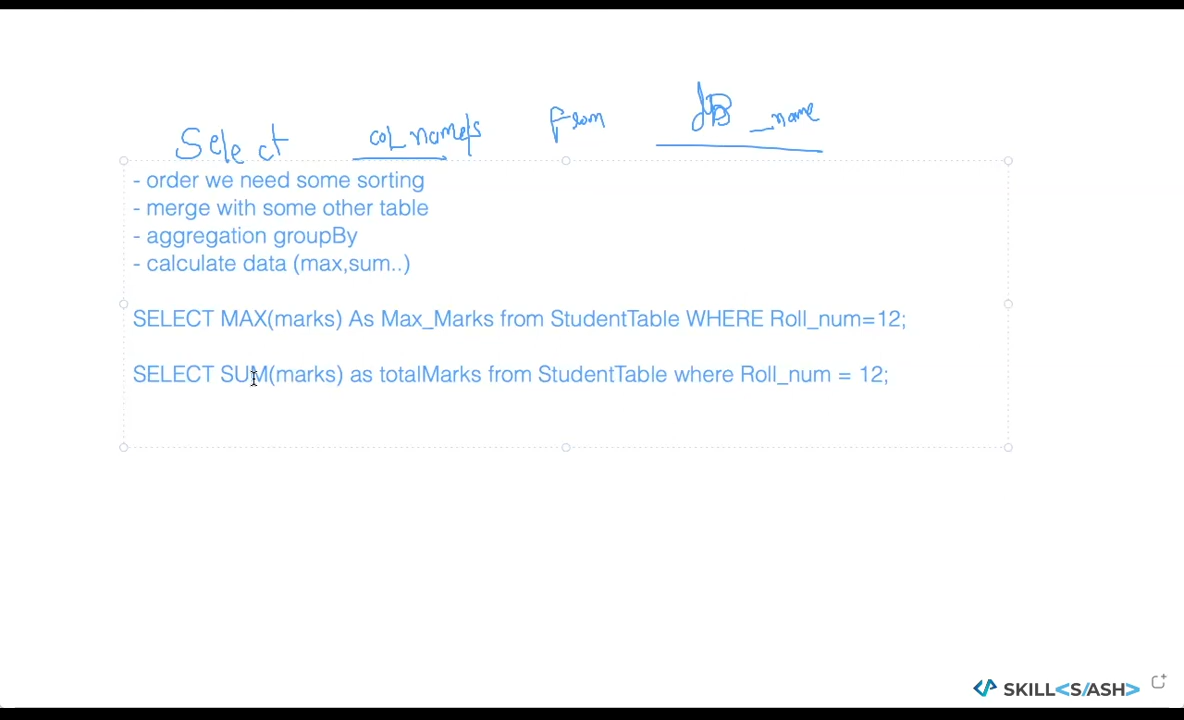 Select col_names from DB_name
- order we need some sorting
- merge with some other table
- aggregation groupBy
- calculate data (max,sum..)
SELECT MAX(marks) As Max_Marks from StudentTable WHERE Roll_num=12;
SELECT SUM(marks) as totalMarks from StudentTable where Roll_num = 12;
SKILL<S/ASH>